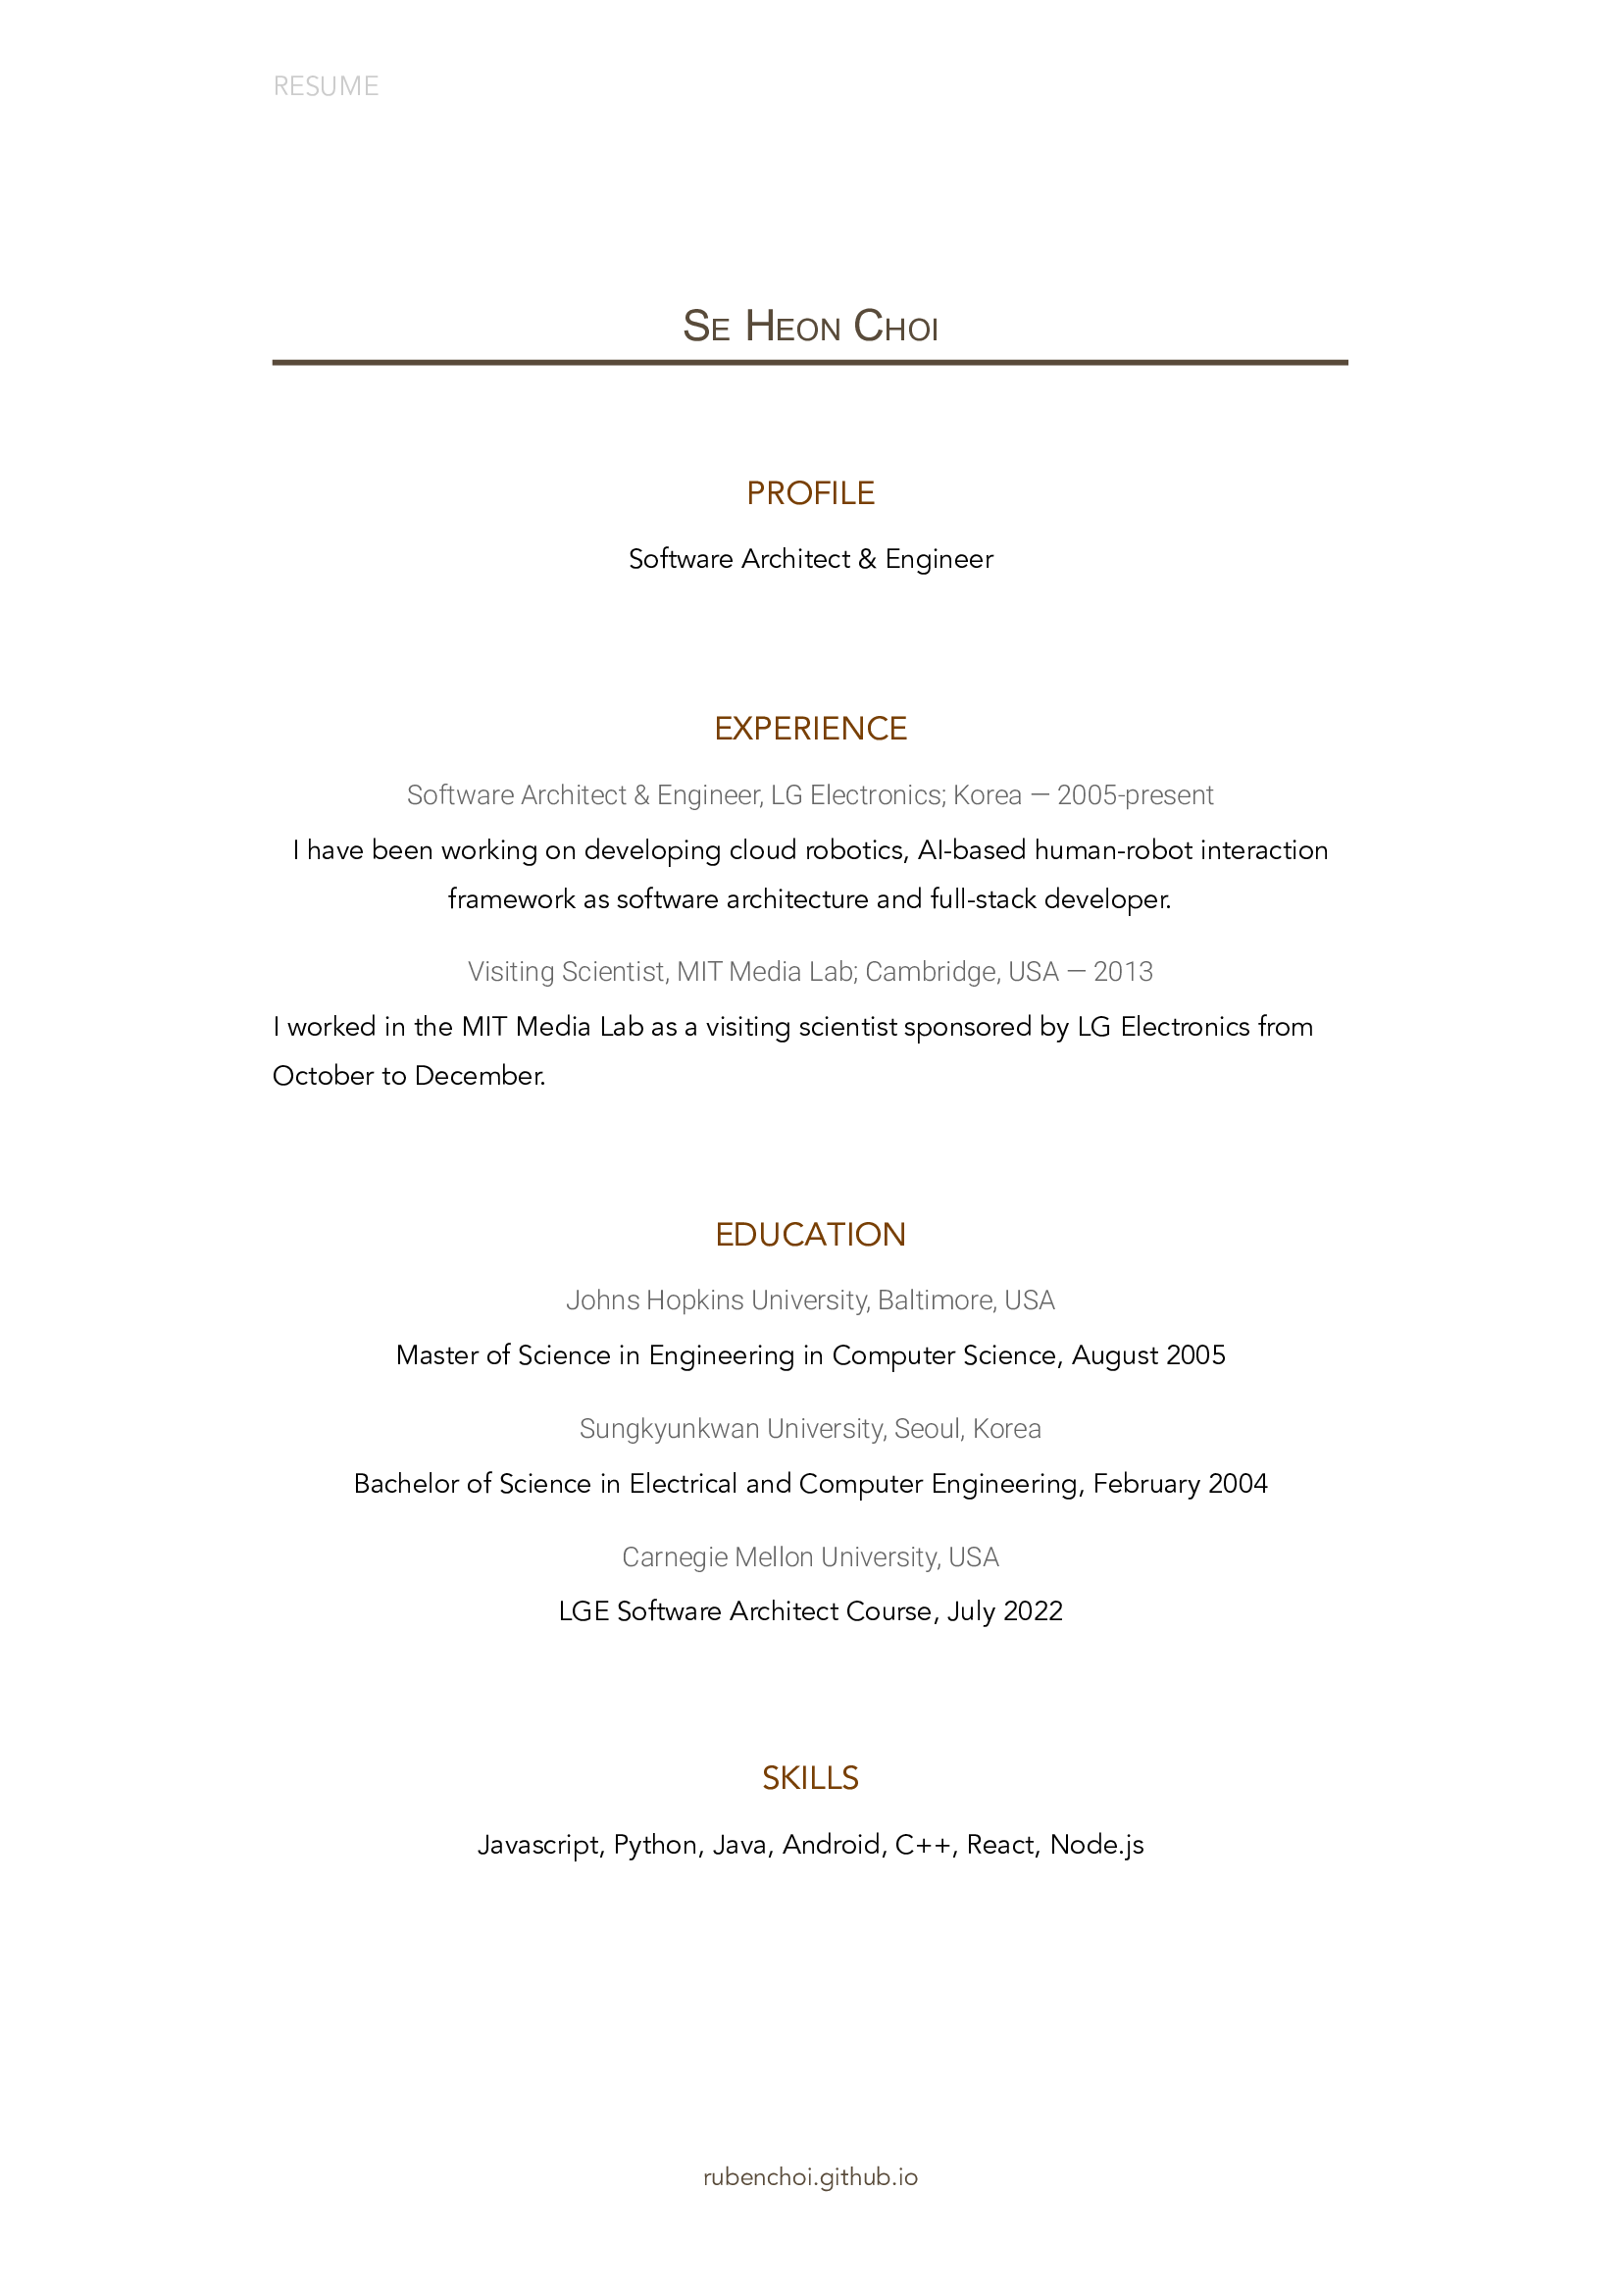 RESUME
Se Heon Choi
PROFILE
Software Architect & Engineer
EXPERIENCE
Software Architect & Engineer, LG Electronics; Korea — 2005-present
I have been working on developing cloud robotics, AI-based human-robot interaction
framework as software architecture and full-stack developer.
Visiting Scientist, MIT Media Lab; Cambridge, USA — 2013
I worked in the MIT Media Lab as a visiting scientist sponsored by LG Electronics from
October to December.
EDUCATION
Johns Hopkins University, Baltimore, USA
Master of Science in Engineering in Computer Science, August 2005
Sungkyunkwan University, Seoul, Korea
Bachelor of Science in Electrical and Computer Engineering, February 2004
Carnegie Mellon University, USA
LGE Software Architect Course, July 2022
SKILLS
Javascript, Python, Java, Android, C++, React, Node.js
rubenchoi.github.io